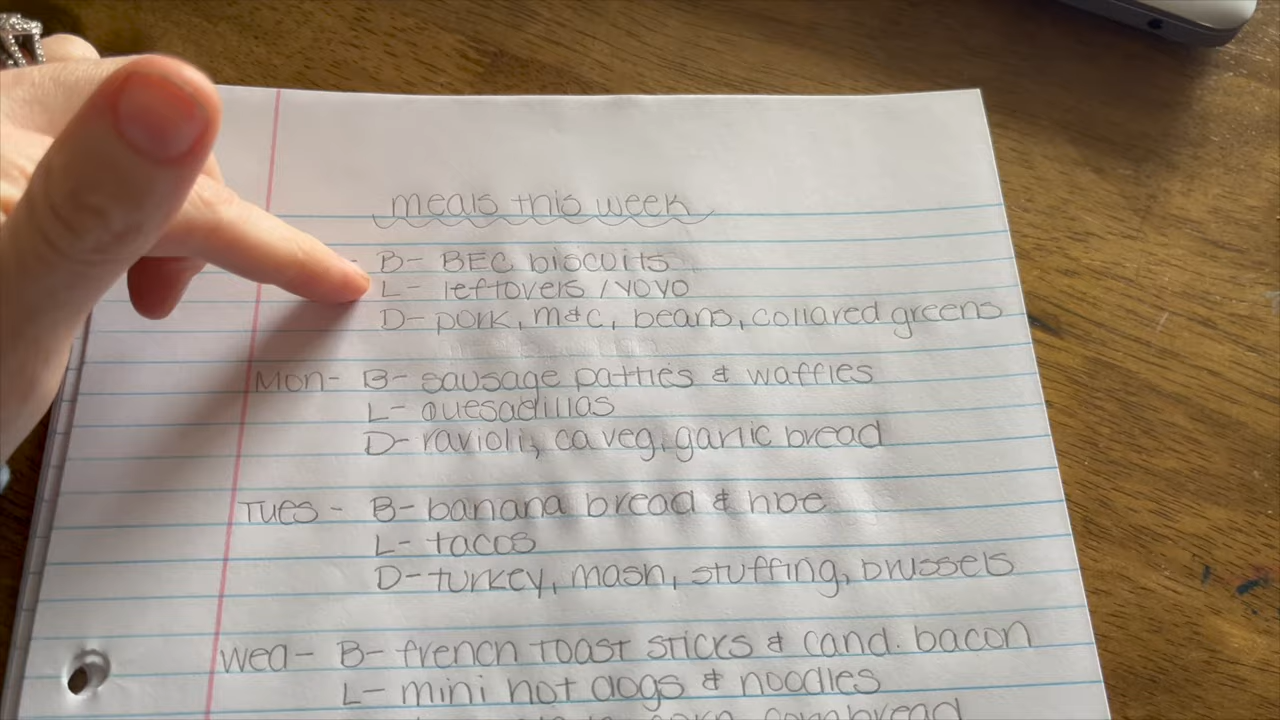 meals this week
- B- BEC biscuits
L- leftovers / YOYO
D- pork, m&c, beans, collared greens
Mon- B- sausage patties & waffles
L- quesadillas
D- ravioli, ca veg, garlic bread
Tues - B- banana bread & hbe
L- tacos
D- turkey, mash, stuffing, brussels
Wed- B- french toast sticks & cand. bacon
L- mini hot dogs & noodles
cornbread